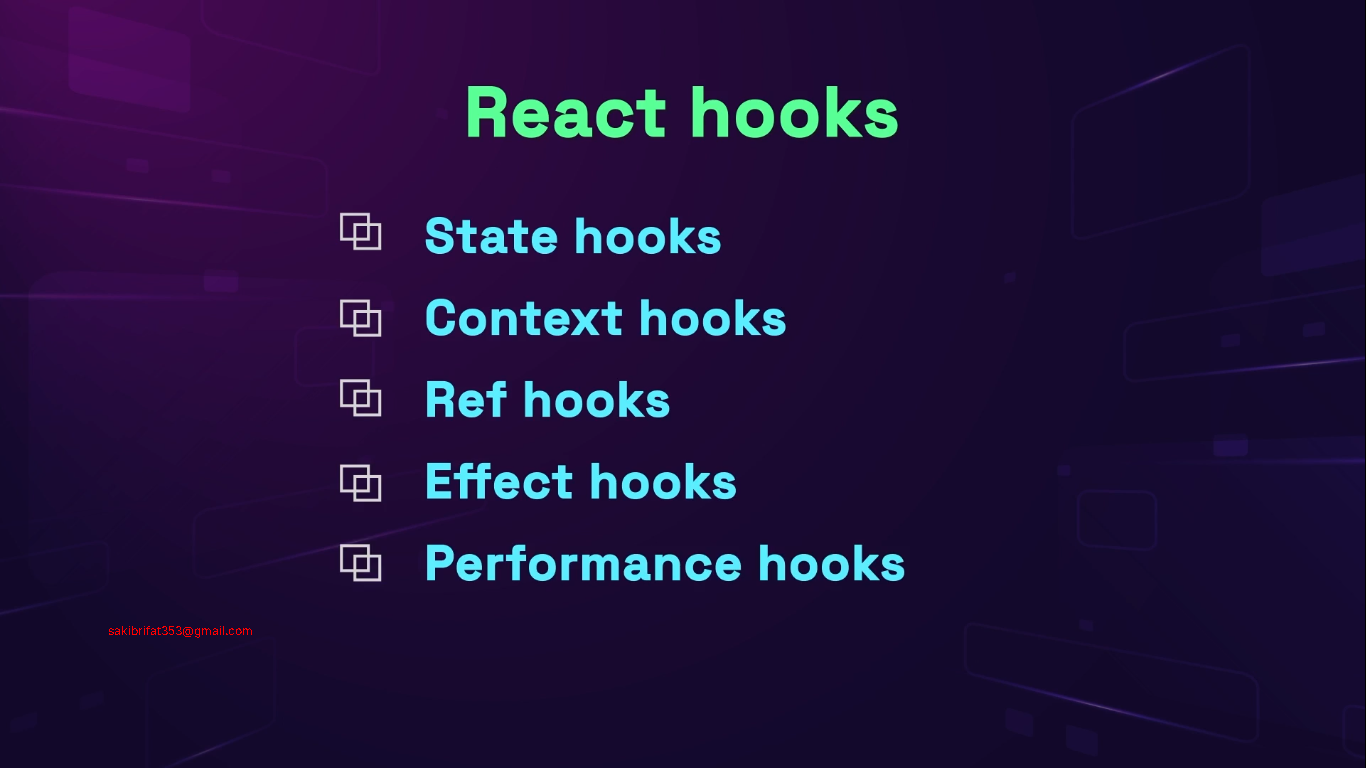 React hooks
State hooks
Context hooks
Ref hooks
Effect hooks
Performance hooks
sakibrifat353@gmail.com